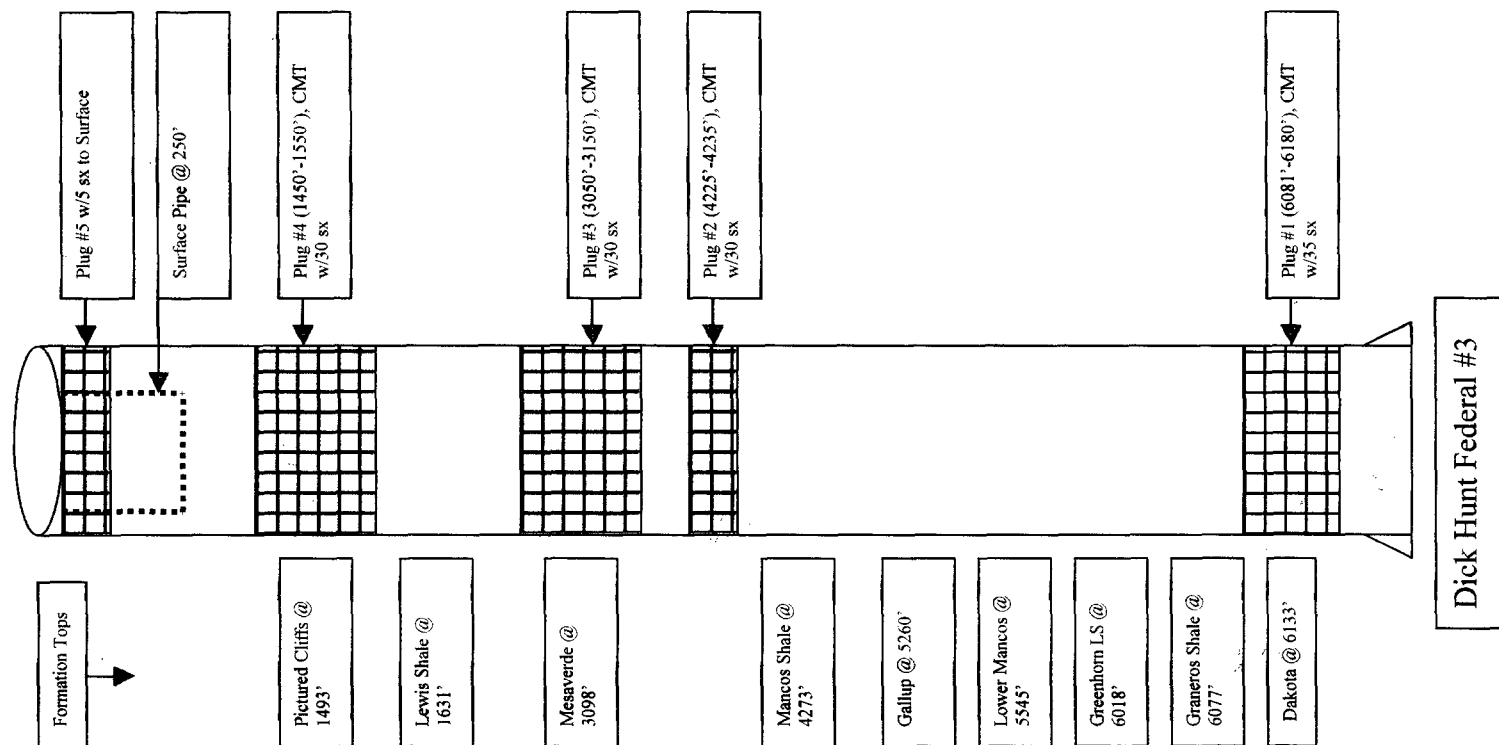 Plug #5 w/5 sx to Surface
Surface Pipe @ 250’
Plug #4 (1450’-1550’), CMT
w/30 sx
Plug #3 (3050’-3150’), CMT
w/30 sx
Plug #2 (4225’-4235’), CMT
w/30 sx
Plug #1 (6081’-6180’), CMT
w/35 sx
Formation Tops
Pictured Cliffs @
1493’
Lewis Shale @
1631’
Mesaverde @
3098’
Mancos Shale @
4273’
Gallup @ 5260’
Lower Mancos @
5545’
Greenhorn LS @
6018’
Graneros Shale @
6077’
Dakota @ 6133’
Dick Hunt Federal #3